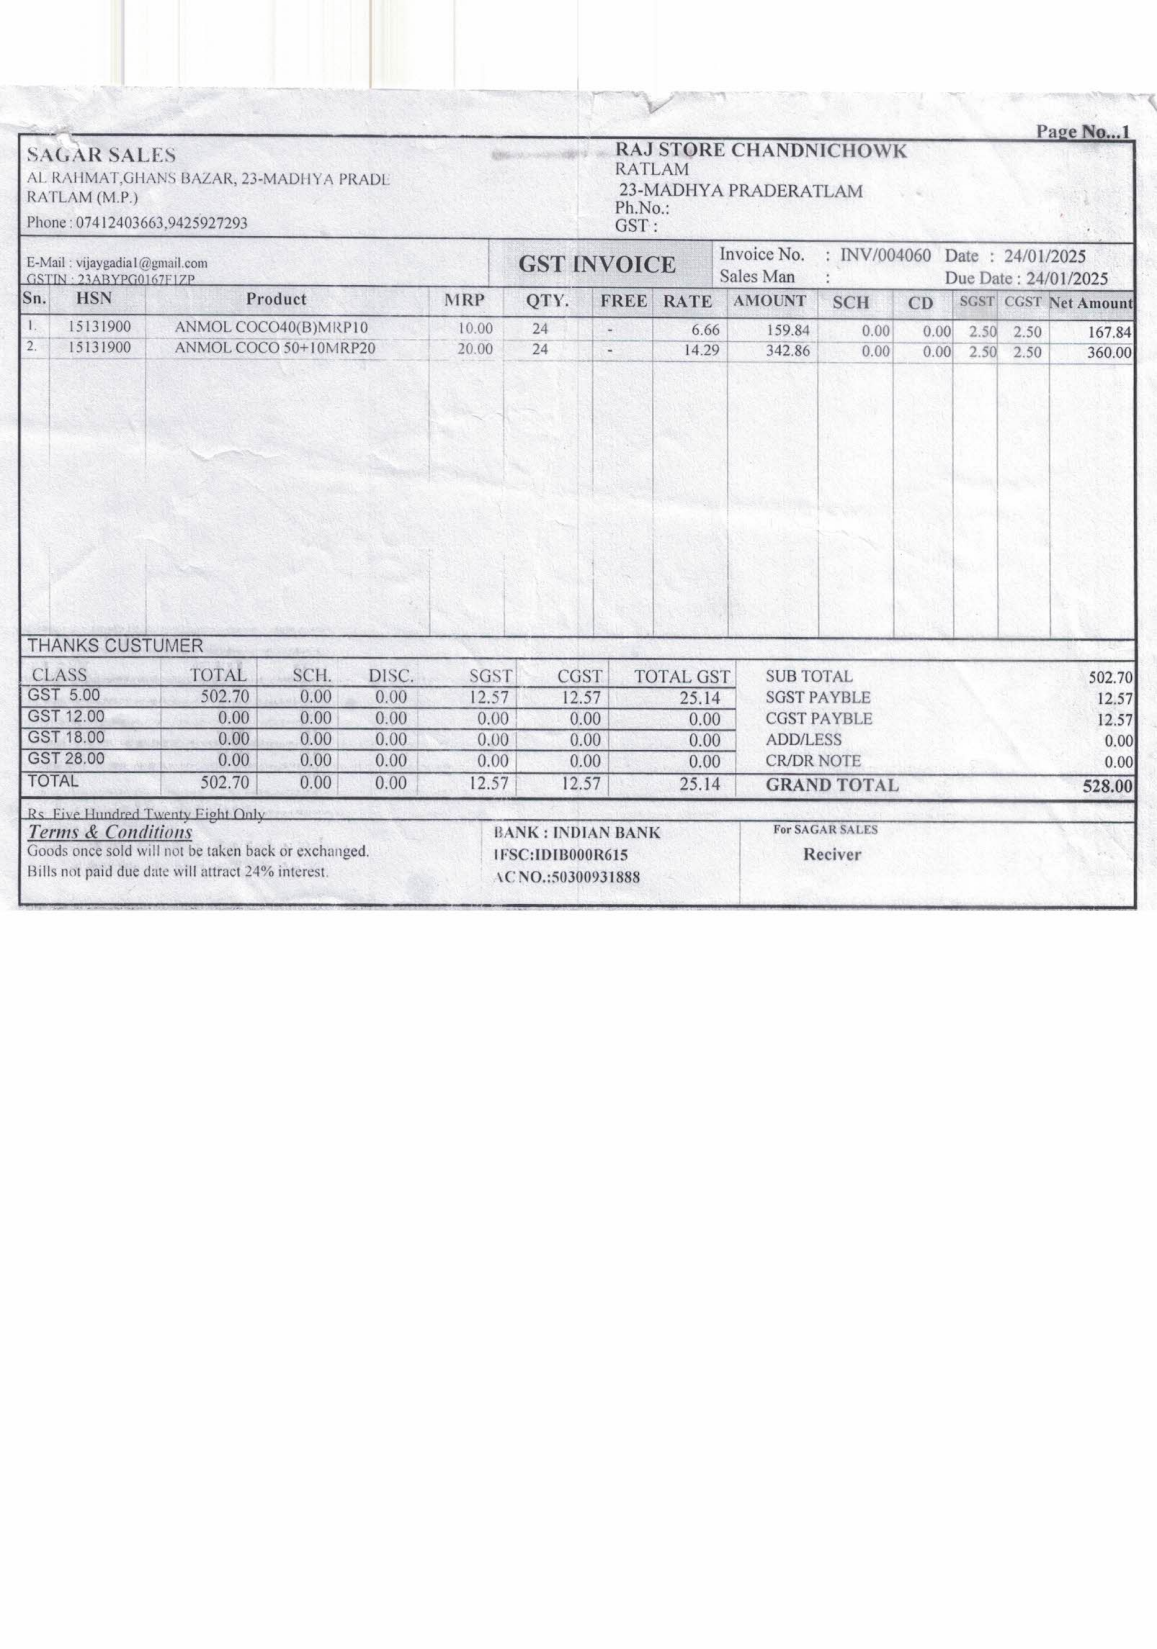 Page No...1
SAGAR SALES
AL RAHMAT,GHANS BAZAR, 23-MADHYA PRADE
RATLAM (M.P.)
Phone : 07412403663,9425927293
RAJ STORE CHANDNICHOWK
RATLAM
23-MADHYA PRADERATLAM
Ph.No.:
GST :
E-Mail : vijaygadia1@gmail.com
GSTIN : 23ABYPG0167F1ZP
GST INVOICE
Invoice No. : INV/004060 Date : 24/01/2025
Sales Man : Due Date : 24/01/2025
Sn. HSN Product MRP QTY. FREE RATE AMOUNT SCH CD SGST CGST Net Amount
1. 15131900 ANMOL COCO40(B)MRP10 10.00 24 - 6.66 159.84 0.00 0.00 2.50 2.50 167.84
2. 15131900 ANMOL COCO 50+10MRP20 20.00 24 - 14.29 342.86 0.00 0.00 2.50 2.50 360.00
THANKS CUSTUMER
CLASS TOTAL SCH. DISC. SGST CGST TOTAL GST
GST 5.00 502.70 0.00 0.00 12.57 12.57 25.14
GST 12.00 0.00 0.00 0.00 0.00 0.00 0.00
GST 18.00 0.00 0.00 0.00 0.00 0.00 0.00
GST 28.00 0.00 0.00 0.00 0.00 0.00 0.00
TOTAL 502.70 0.00 0.00 12.57 12.57 25.14
SUB TOTAL 502.70
SGST PAYBLE 12.57
CGST PAYBLE 12.57
ADD/LESS 0.00
CR/DR NOTE 0.00
GRAND TOTAL 528.00
Rs. Five Hundred Twenty Eight Only
Terms & Conditions
Goods once sold will not be taken back or exchanged.
Bills not paid due date will attract 24% interest.
BANK : INDIAN BANK
IFSC:IDIB000R615
AC NO.:50300931888
For SAGAR SALES
Reciver